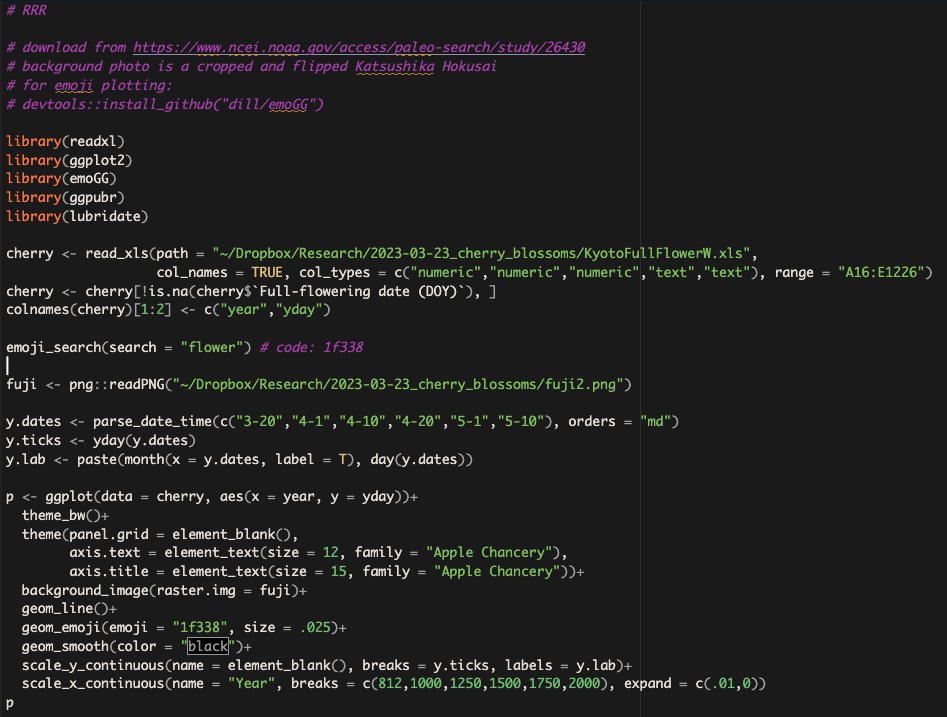 # RRR
# download from https://www.ncei.noaa.gov/access/paleo-search/study/26430
# background photo is a cropped and flipped Katsushika Hokusai
# for emoji plotting:
# devtools::install_github("dill/emoGG")
library(readxl)
library(ggplot2)
library(emoGG)
library(ggpubr)
library(lubridate)
cherry <- read_xls(path = "~/Dropbox/Research/2023-03-23_cherry_blossoms/KyotoFullFlowerW.xls",
col_names = TRUE, col_types = c("numeric","numeric","numeric","text","text"), range = "A16:E1226")
cherry <- cherry[!is.na(cherry$`Full-flowering date (DOY)`), ]
colnames(cherry)[1:2] <- c("year","yday")
emoji_search(search = "flower") # code: 1f338
fuji <- png::readPNG("~/Dropbox/Research/2023-03-23_cherry_blossoms/fuji2.png")
y.dates <- parse_date_time(c("3-20","4-1","4-10","4-20","5-1","5-10"), orders = "md")
y.ticks <- yday(y.dates)
y.lab <- paste(month(x = y.dates, label = T), day(y.dates))
p <- ggplot(data = cherry, aes(x = year, y = yday))+
theme_bw()+
theme(panel.grid = element_blank(),
axis.text = element_text(size = 12, family = "Apple Chancery"),
axis.title = element_text(size = 15, family = "Apple Chancery"))+
background_image(raster.img = fuji)+
geom_line()+
geom_emoji(emoji = "1f338", size = .025)+
geom_smooth(color = "black")+
scale_y_continuous(name = element_blank(), breaks = y.ticks, labels = y.lab)+
scale_x_continuous(name = "Year", breaks = c(812,1000,1250,1500,1750,2000), expand = c(.01,0))
p